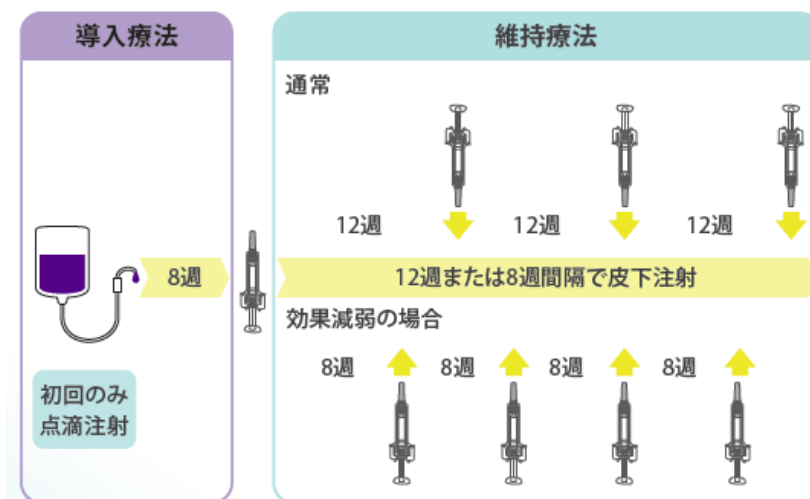 導入療法
維持療法
通常
12週
12週
12週
8週
12週または8週間隔で皮下注射
効果減弱の場合
8週
8週
8週
8週
初回のみ
点滴注射